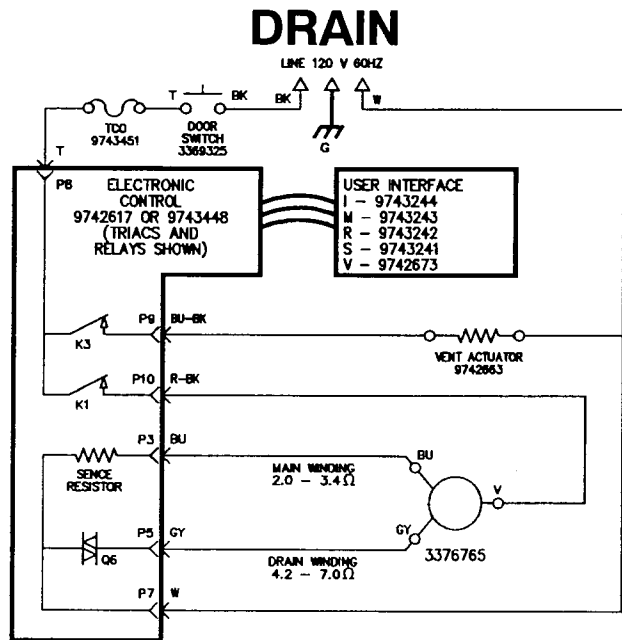 DRAIN
LINE 120 V 60HZ
T
BK
BK
W
TCO
9743451
DOOR
SWITCH
3369325
G
T
P8
ELECTRONIC
CONTROL
9742617 OR 9743448
(TRIACS AND
RELAYS SHOWN)
USER INTERFACE
I - 9743244
M - 9743243
R - 9743242
S - 9743241
V - 9742673
P9
BU-BK
K3
VENT ACTUATOR
9742663
P10
R-BK
K1
P3
BU
SENCE
RESISTOR
MAIN WINDING
2.0 - 3.4Ω
BU
V
P5
GY
GY
Q6
DRAIN WINDING
4.2 - 7.0Ω
3376765
P7
W